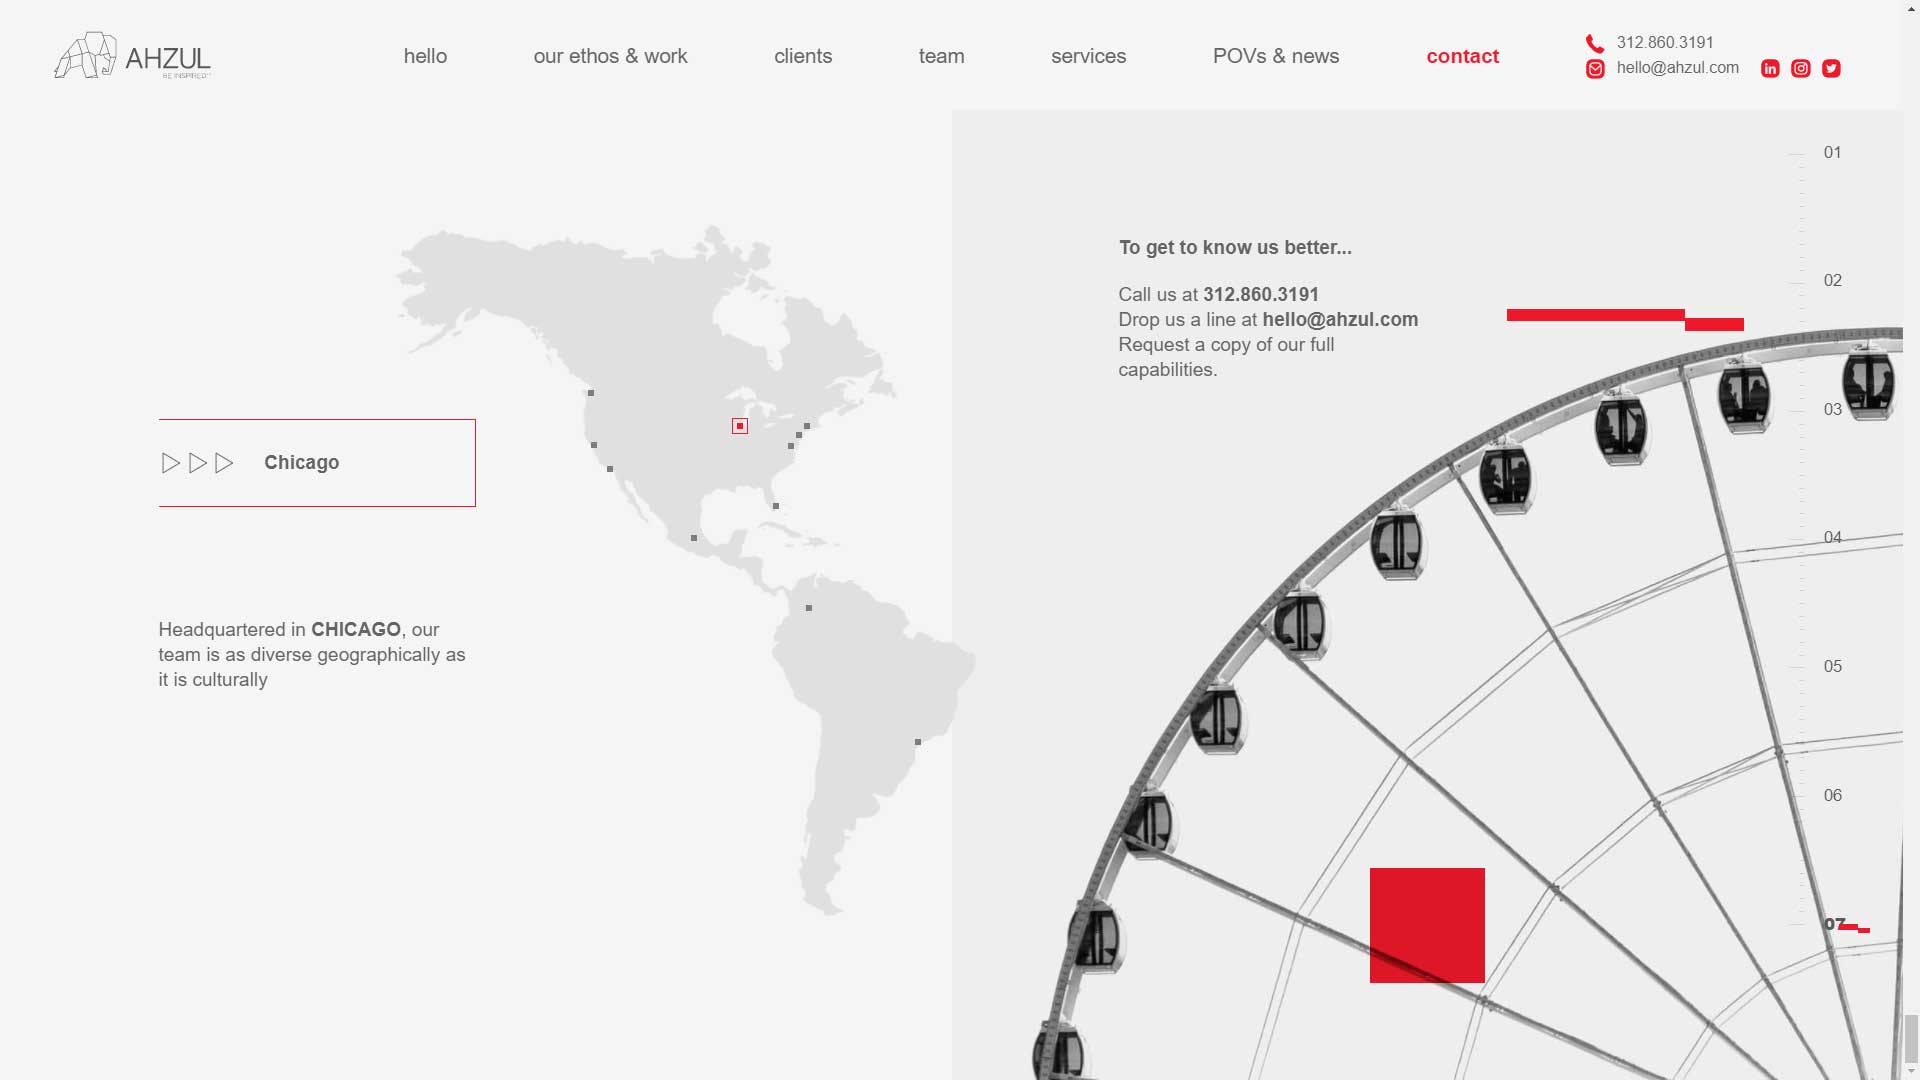 AHZUL
BE INSPIRED™
hello
our ethos & work
clients
team
services
POVs & news
contact
312.860.3191
hello@ahzul.com
01
02
03
04
05
06
07
To get to know us better...
Call us at 312.860.3191
Drop us a line at hello@ahzul.com
Request a copy of our full
capabilities.
Chicago
Headquartered in CHICAGO, our
team is as diverse geographically as
it is culturally